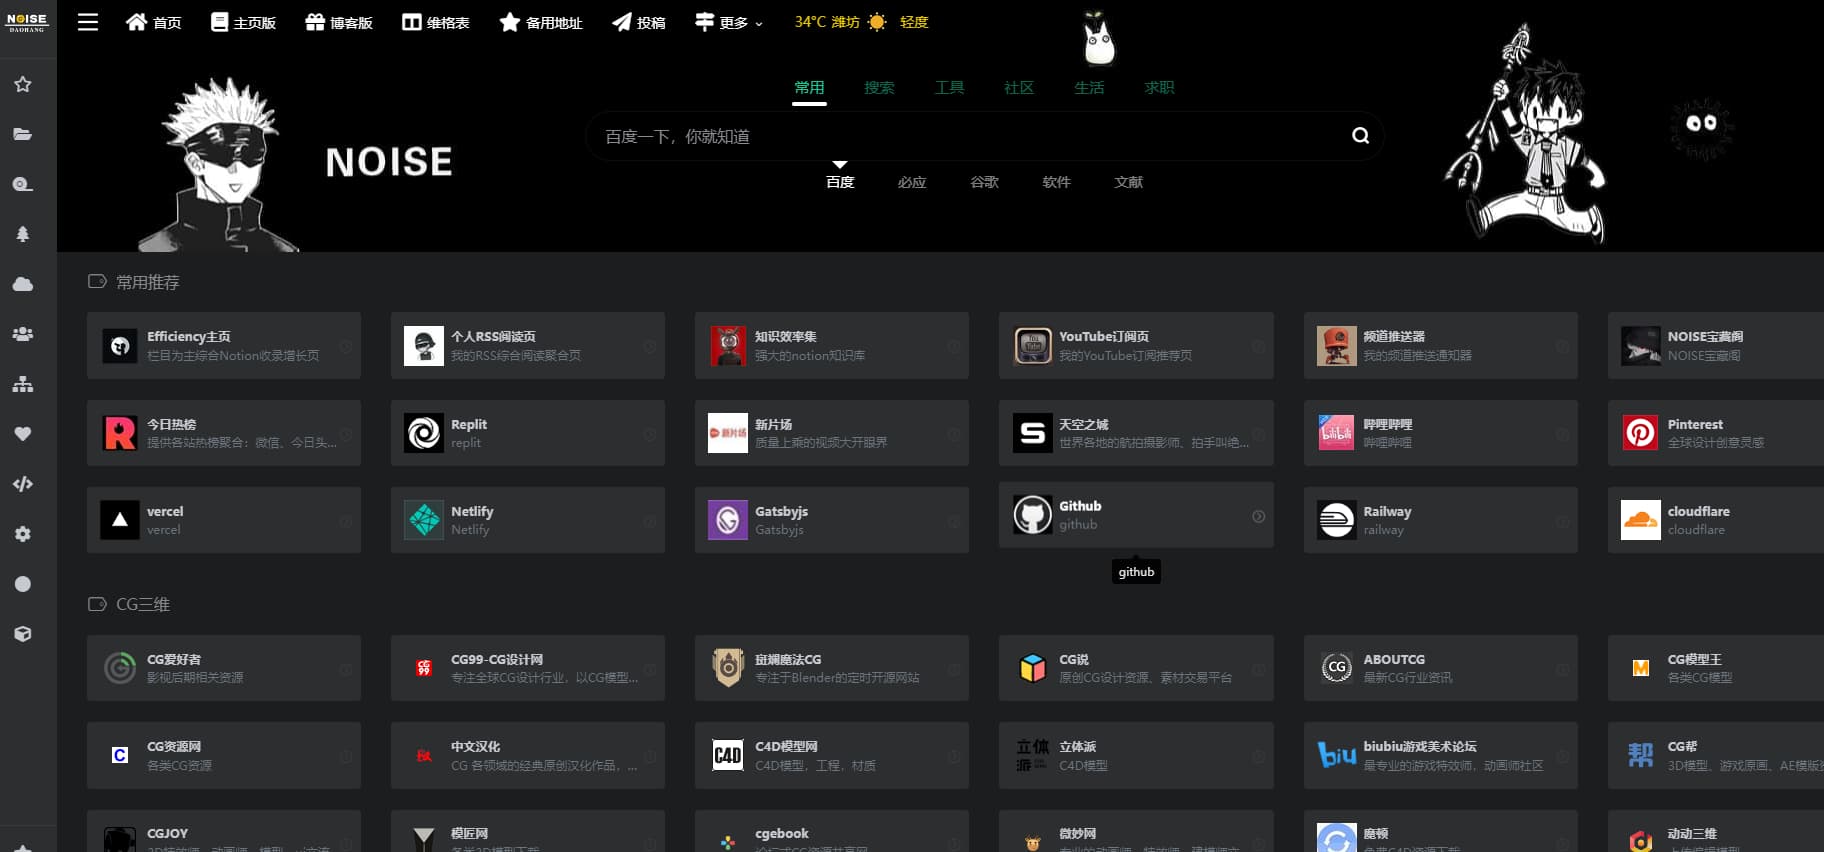 NOISE
DAOHANG
首页
主页版
博客版
维格表
备用地址
投稿
更多
34°C 潍坊 轻度
常用
搜索
工具
社区
生活
求职
NOISE
百度一下，你就知道
百度
必应
谷歌
软件
文献
常用推荐
Efficiency主页
栏目为主综合Notion收录增长页
个人RSS阅读页
我的RSS综合阅读聚合页
知识效率集
强大的notion知识库
YouTube订阅页
我的YouTube订阅推荐页
频道推送器
我的频道推送通知器
NOISE宝藏阁
NOISE宝藏阁
今日热榜
提供各站热榜聚合：微信、今日头...
Replit
replit
新片场
新片场
质量上乘的视频大开眼界
天空之城
世界各地的航拍摄影师、拍手叫绝...
哔哩哔哩
哔哩哔哩
Pinterest
全球设计创意灵感
vercel
vercel
Netlify
Netlify
Gatsbyjs
Gatsbyjs
Github
github
Railway
railway
cloudflare
cloudflare
github
CG三维
CG爱好者
影视后期相关资源
CG
99
CG99-CG设计网
专注全球CG设计行业，以CG模型...
斑斓魔法CG
专注于Blender的定时开源网站
CG说
原创CG设计资源、素材交易平台
CG
ABOUTCG
最新CG行业资讯
M
CG模型王
各类CG模型
C
CG资源网
各类CG资源
中文汉化
CG 各领域的经典原创汉化作品，...
C4D
C4D模型网
C4D模型，工程，材质
立体
派
立体派
C4D模型
biu
biubiu游戏美术论坛
最专业的游戏特效师，动画师社区
帮
CG帮
3D模型、游戏原画、AE模版
CGJOY
模匠网
cgebook
微妙网
魔顿
动动三维